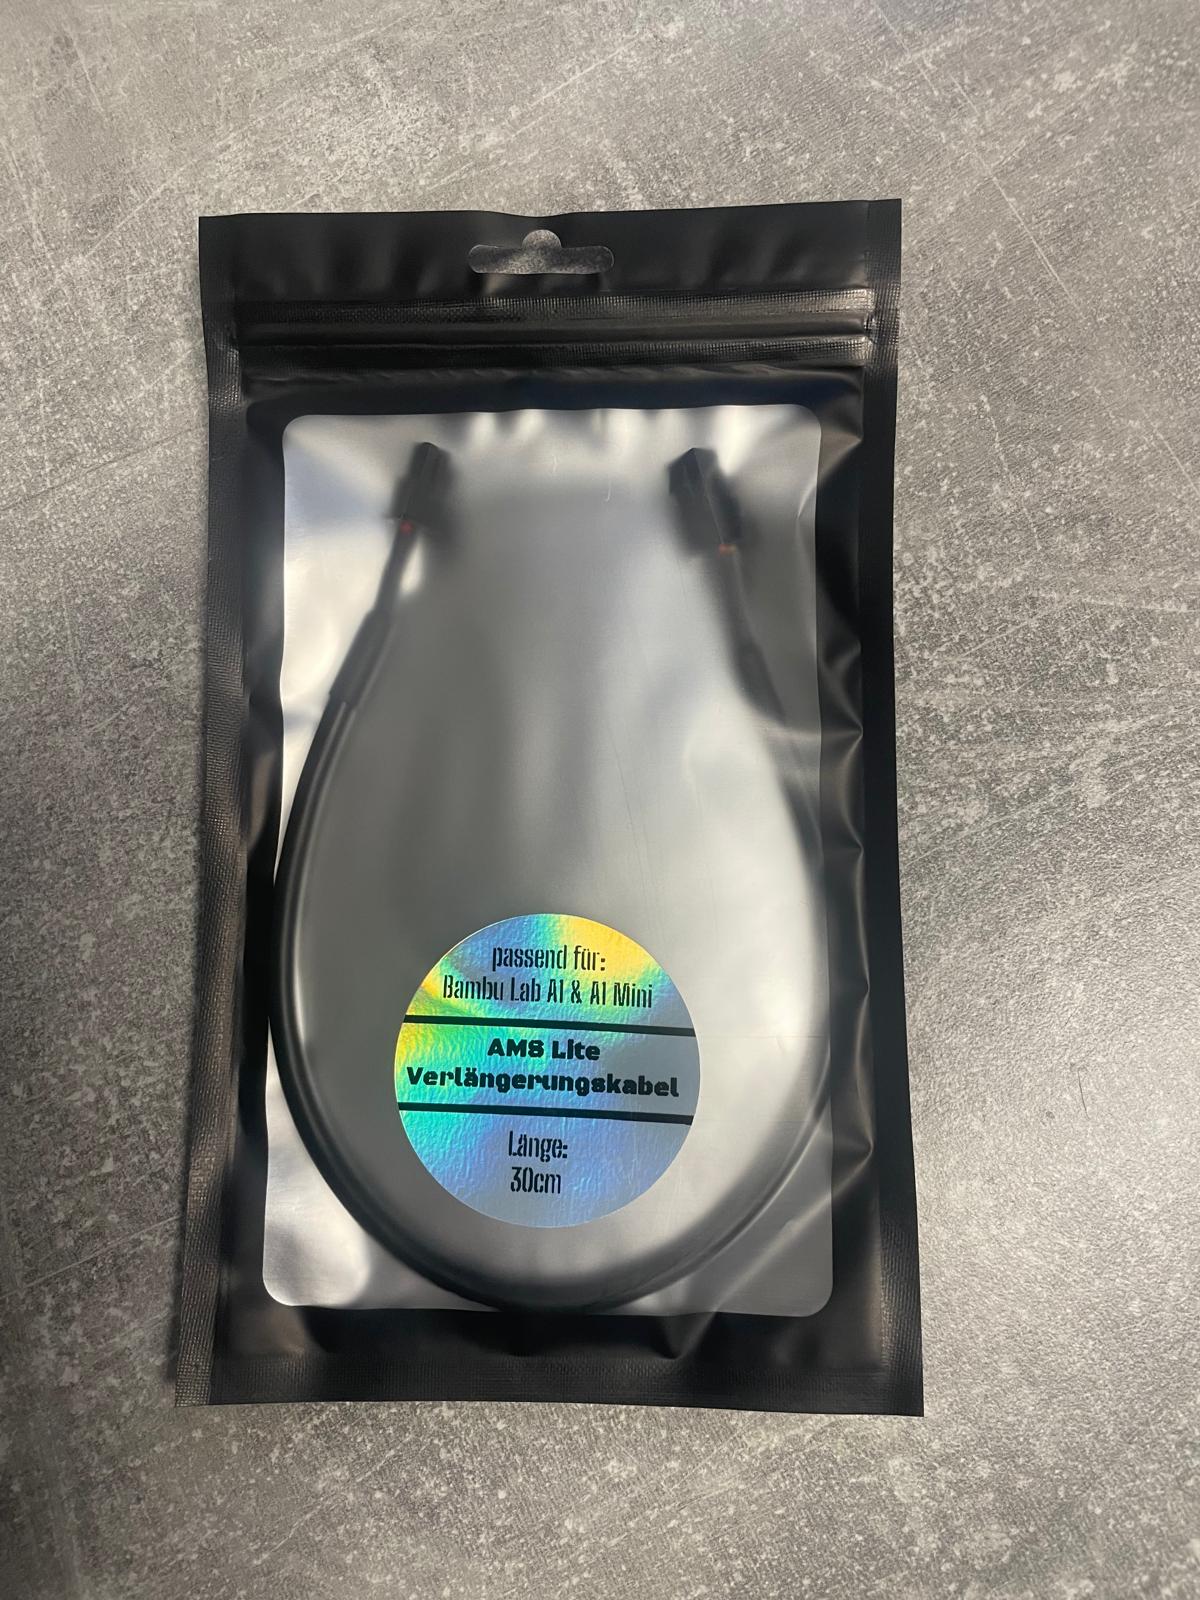 passend für:
Bambu Lab A1 & A1 Mini
AMS Lite
Verlängerungskabel
Länge:
30cm